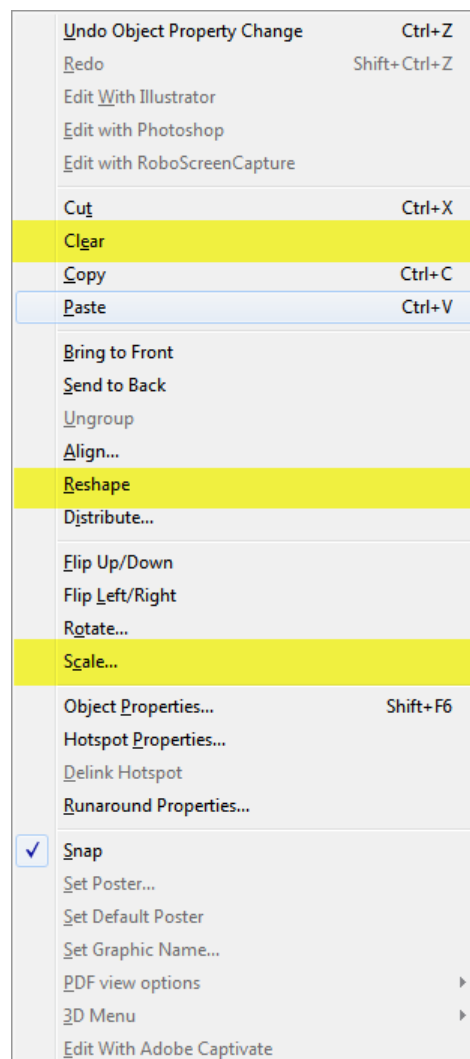 Undo Object Property Change Ctrl+Z
Redo Shift+Ctrl+Z
Edit With Illustrator
Edit with Photoshop
Edit with RoboScreenCapture
Cut Ctrl+X
Clear
Copy Ctrl+C
Paste Ctrl+V
Bring to Front
Send to Back
Ungroup
Align...
Reshape
Distribute...
Flip Up/Down
Flip Left/Right
Rotate...
Scale...
Object Properties... Shift+F6
Hotspot Properties...
Delink Hotspot
Runaround Properties...
Snap
Set Poster...
Set Default Poster
Set Graphic Name...
PDF view options
3D Menu
Edit With Adobe Captivate